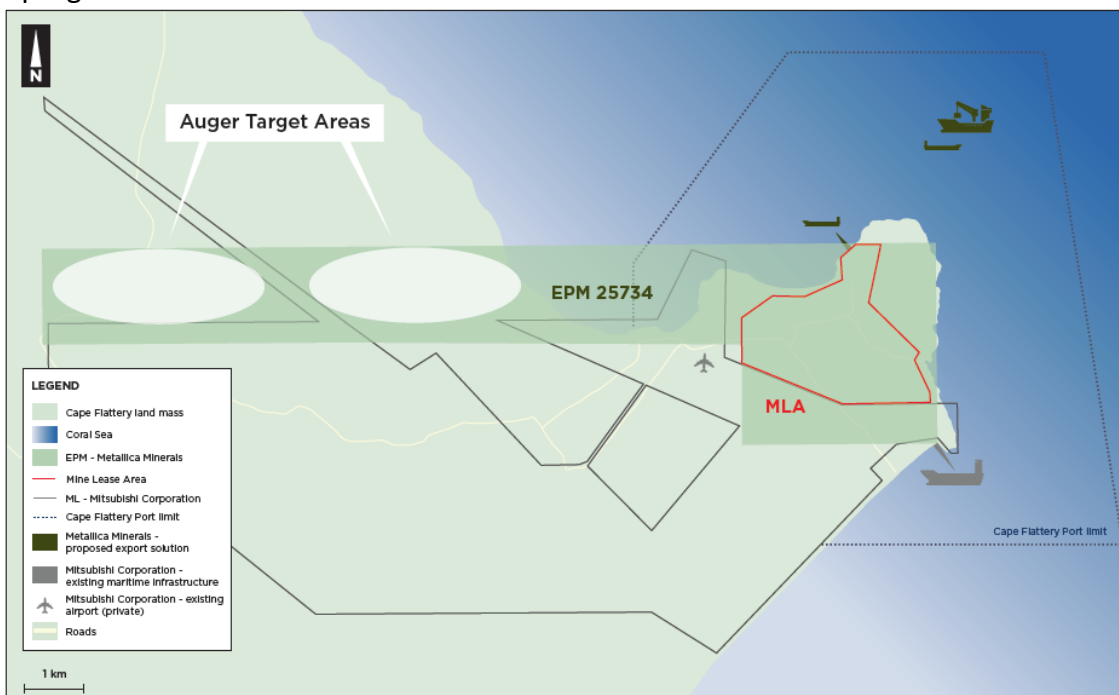 N
Auger Target Areas
EPM 25734
MLA
Cape Flattery Port limit
LEGEND
Cape Flattery land mass
Coral Sea
EPM - Metallica Minerals
Mine Lease Area
ML - Mitsubishi Corporation
Cape Flattery Port limit
Metallica Minerals -
proposed export solution
Mitsubishi Corporation -
existing maritime infrastructure
Mitsubishi Corporation - existing
airport (private)
Roads
1 km